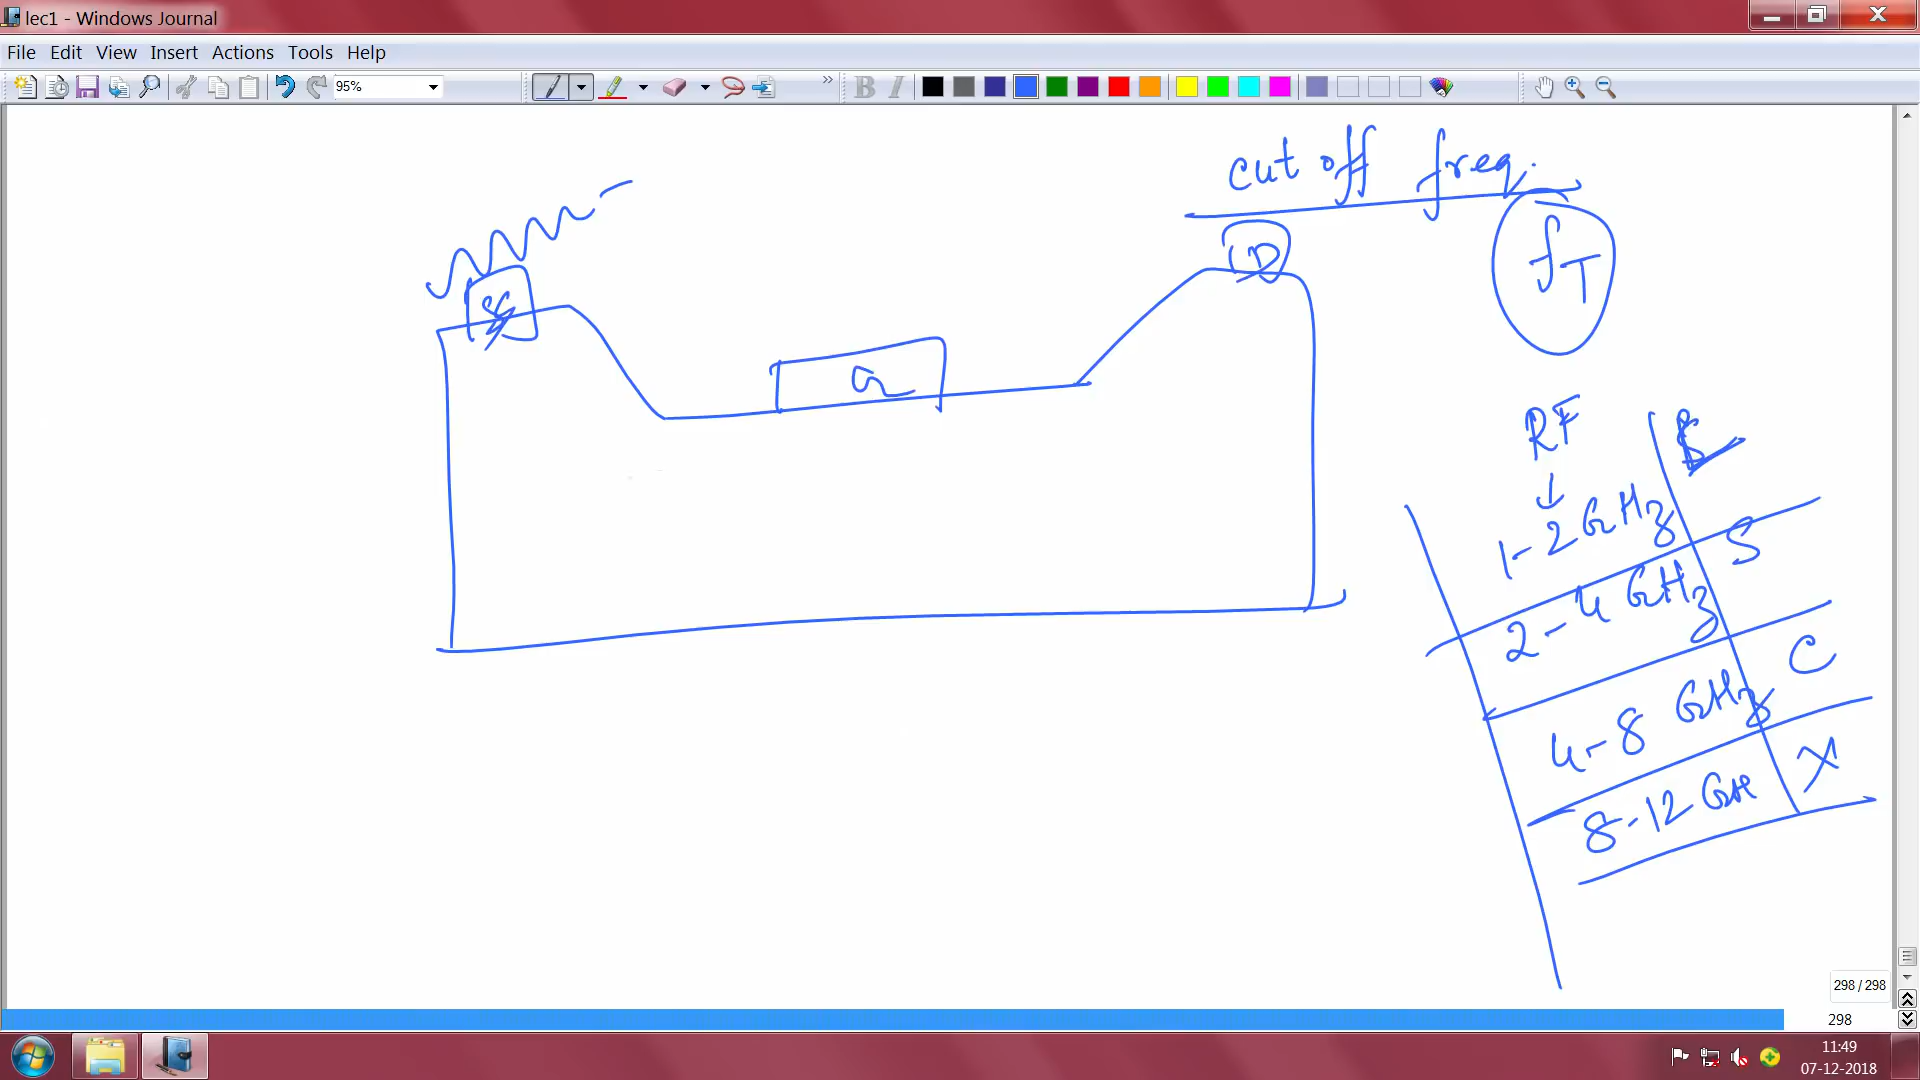 lec1 - Windows Journal
File Edit View Insert Actions Tools Help
95%
B I
cut off freq.
fT
S
D
G
RF
↓
1-2 GHz L
2-4 GHz S
4-8 GHz C
8-12 GH X
298 / 298
298
11:49
07-12-2018